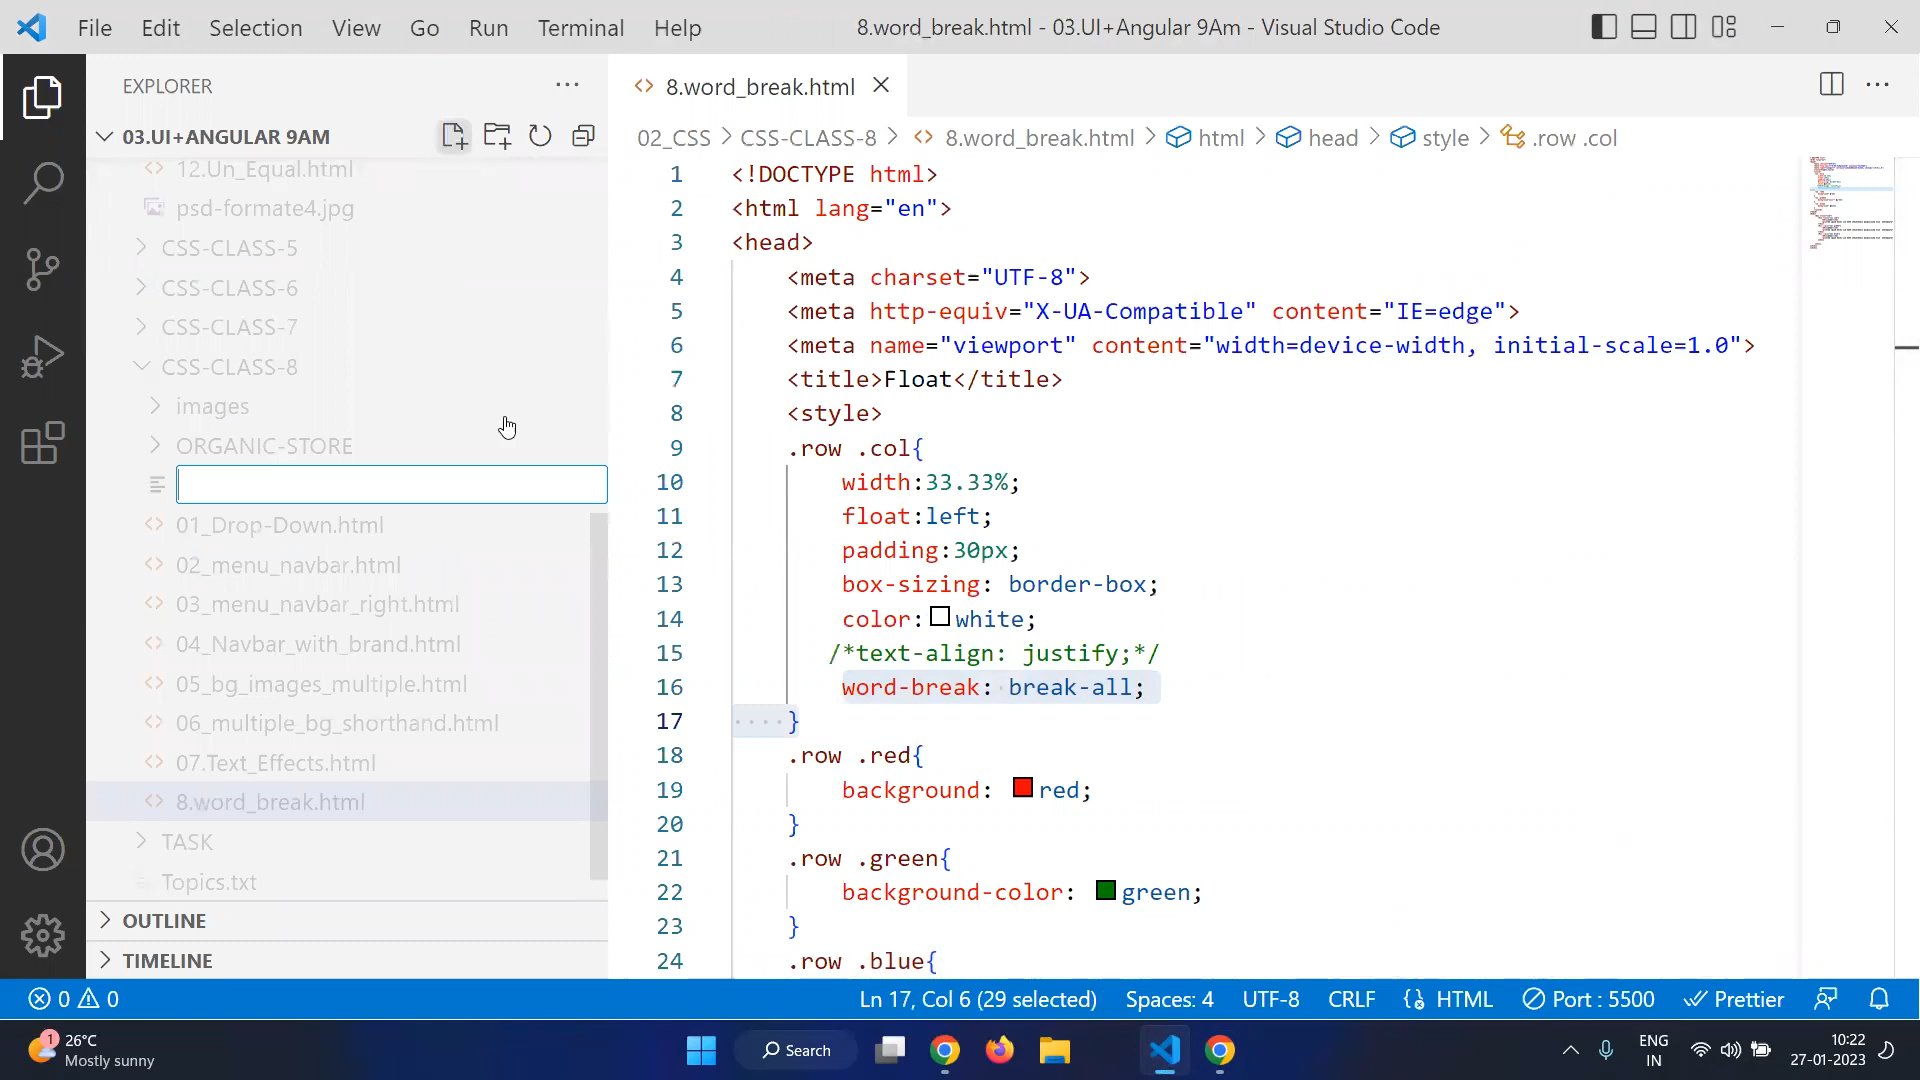 File Edit Selection View Go Run Terminal Help
8.word_break.html - 03.UI+Angular 9Am - Visual Studio Code
EXPLORER
03.UI+ANGULAR 9AM
12.Un_Equal.html
psd-formate4.jpg
CSS-CLASS-5
CSS-CLASS-6
CSS-CLASS-7
CSS-CLASS-8
images
ORGANIC-STORE
01_Drop-Down.html
02_menu_navbar.html
03_menu_navbar_right.html
04_Navbar_with_brand.html
05_bg_images_multiple.html
06_multiple_bg_shorthand.html
07.Text_Effects.html
8.word_break.html
TASK
Topics.txt
OUTLINE
TIMELINE
8.word_break.html
02_CSS > CSS-CLASS-8 > 8.word_break.html > html > head > style > .row .col
1 <!DOCTYPE html>
2 <html lang="en">
3 <head>
4 <meta charset="UTF-8">
5 <meta http-equiv="X-UA-Compatible" content="IE=edge">
6 <meta name="viewport" content="width=device-width, initial-scale=1.0">
7 <title>Float</title>
8 <style>
9 .row .col{
10 width:33.33%;
11 float:left;
12 padding:30px;
13 box-sizing: border-box;
14 color: white;
15 /*text-align: justify;*/
16 word-break: break-all;
17 }
18 .row .red{
19 background: red;
20 }
21 .row .green{
22 background-color: green;
23 }
24 .row .blue{
0 0
Ln 17, Col 6 (29 selected) Spaces: 4 UTF-8 CRLF HTML Port : 5500 Prettier
1
26°C
Mostly sunny
Search
ENG
IN
10:22
27-01-2023